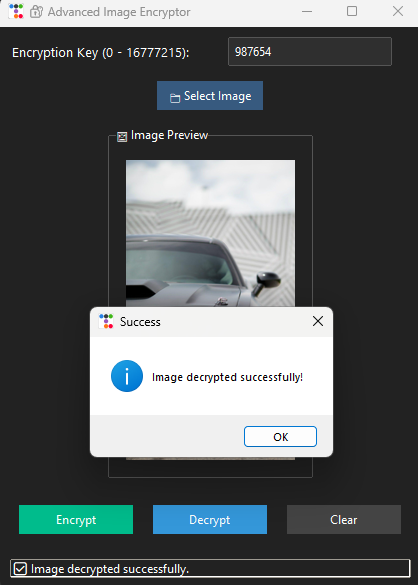 Advanced Image Encryptor
Encryption Key (0 - 16777215):
987654
Select Image
Image Preview
Success
Image decrypted successfully!
OK
Encrypt
Decrypt
Clear
Image decrypted successfully.